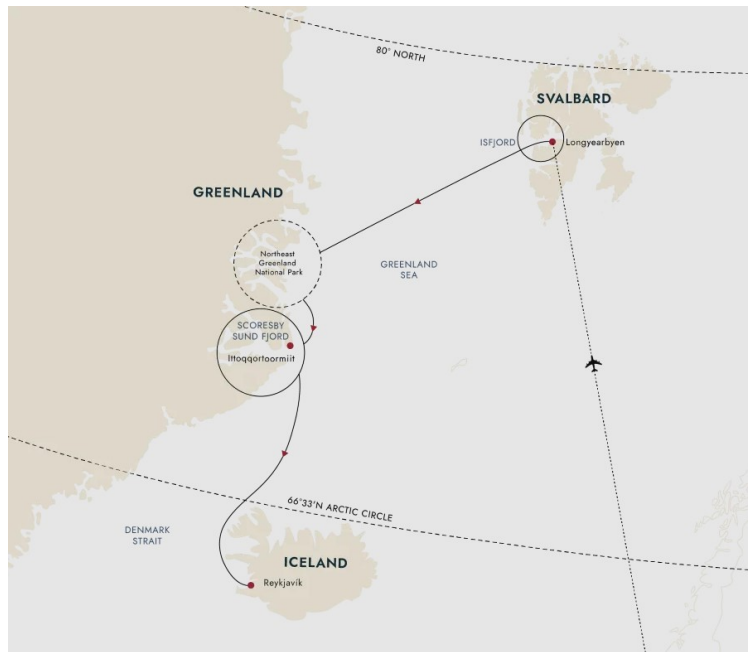 80° NORTH
SVALBARD
ISFJORD
Longyearbyen
GREENLAND
Northeast
Greenland
National Park
GREENLAND
SEA
SCORESBY
SUND FJORD
Ittoqqortoormiit
66°33'N ARCTIC CIRCLE
DENMARK
STRAIT
ICELAND
Reykjavík